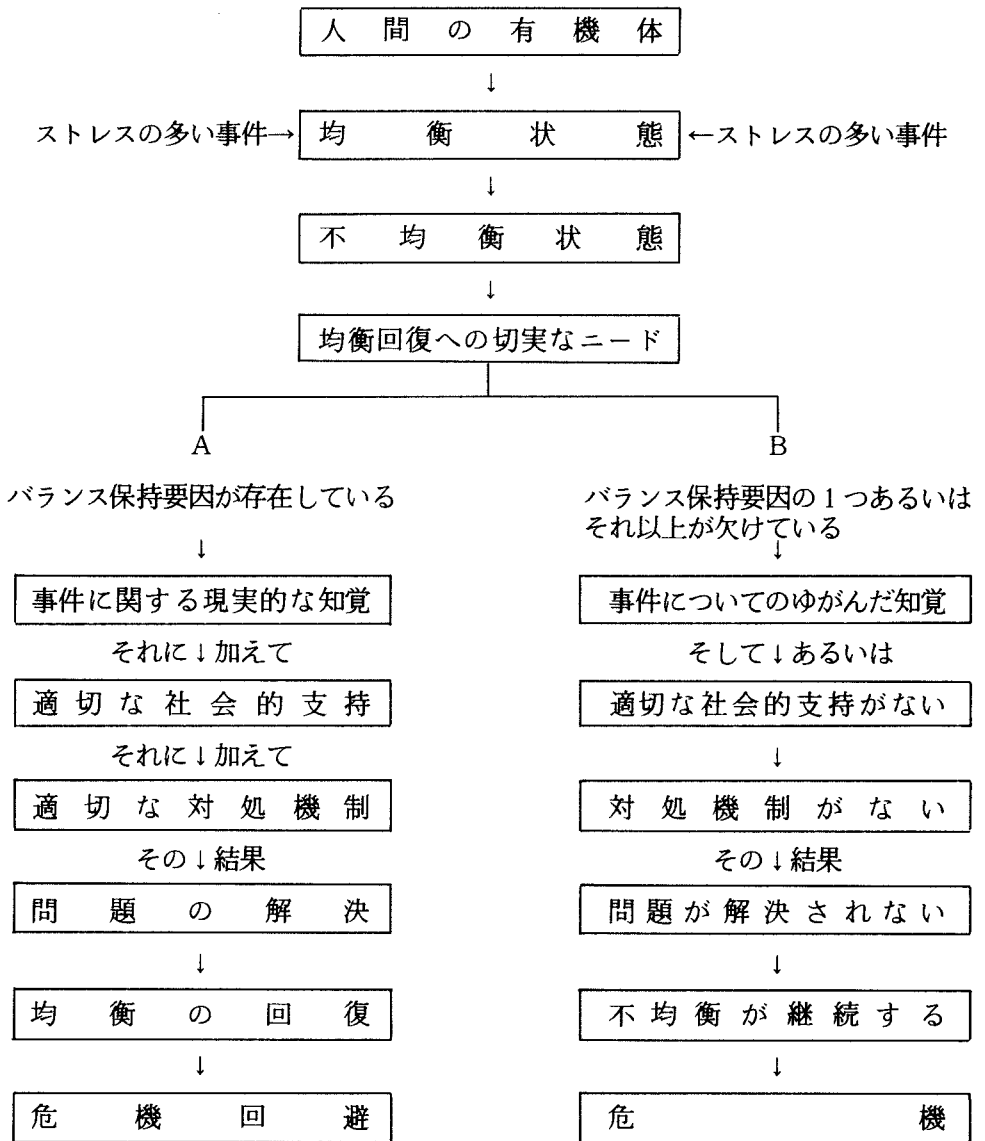 人間の有機体
↓
ストレスの多い事件→ 均衡状態 ←ストレスの多い事件
↓
不均衡状態
↓
均衡回復への切実なニード
A
バランス保持要因が存在している
↓
事件に関する現実的な知覚
それに↓加えて
適切な社会的支持
それに↓加えて
適切な対処機制
その↓結果
問題の解決
↓
均衡の回復
↓
危機回避
B
バランス保持要因の1つあるいは
それ以上が欠けている
↓
事件についてのゆがんだ知覚
そして↓あるいは
適切な社会的支持がない
↓
対処機制がない
その↓結果
問題が解決されない
↓
不均衡が継続する
↓
危機